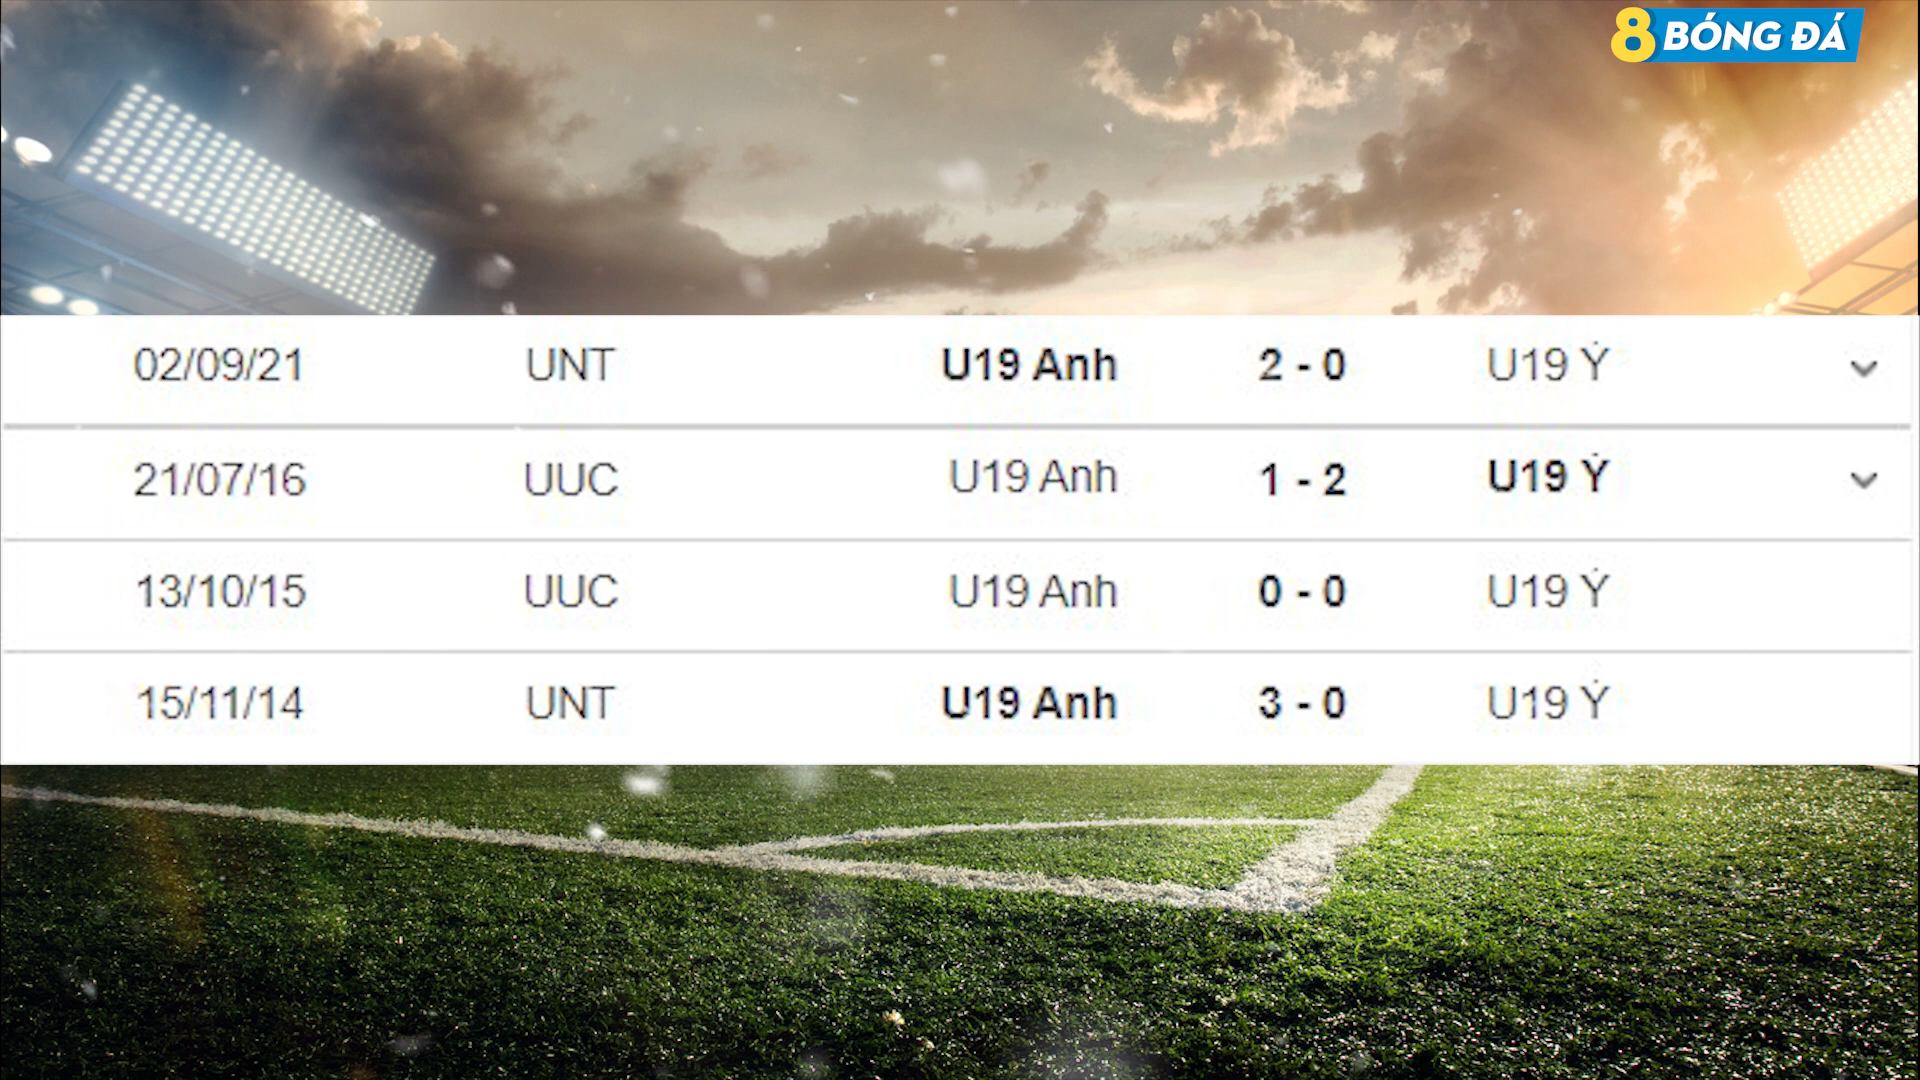 8 BÓNG ĐÁ
02/09/21 UNT U19 Anh 2 - 0 U19 Ý
21/07/16 UUC U19 Anh 1 - 2 U19 Ý
13/10/15 UUC U19 Anh 0 - 0 U19 Ý
15/11/14 UNT U19 Anh 3 - 0 U19 Ý